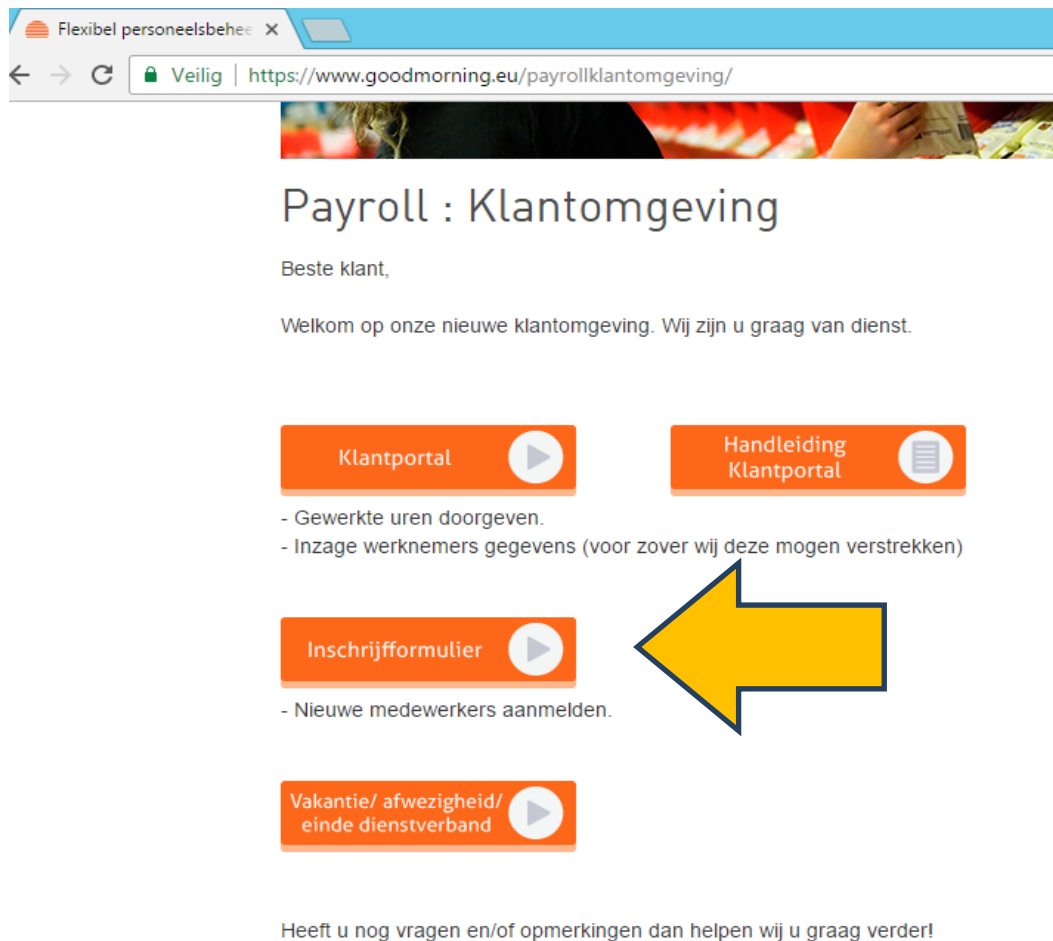 Flexibel personeelsbehee
Veilig | https://www.goodmorning.eu/payrollklantomgeving/
Payroll : Klantomgeving
Beste klant,
Welkom op onze nieuwe klantomgeving. Wij zijn u graag van dienst.
Klantportal
Handleiding
Klantportal
- Gewerkte uren doorgeven.
- Inzage werknemers gegevens (voor zover wij deze mogen verstrekken)
Inschrijfformulier
- Nieuwe medewerkers aanmelden.
Vakantie/ afwezigheid/
einde dienstverband
Heeft u nog vragen en/of opmerkingen dan helpen wij u graag verder!